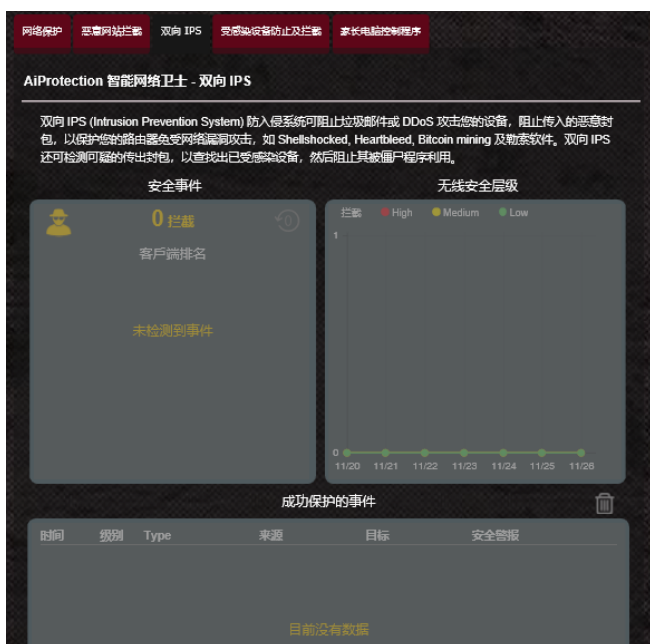 网络保护 恶意网站拦截 双向 IPS 受感染设备防止及拦截 家长电脑控制程序
AiProtection 智能网络卫士 - 双向 IPS
双向 IPS (Intrusion Prevention System) 防入侵系统可阻止垃圾邮件或 DDoS 攻击您的设备，阻止传入的恶意封
包，以保护您的路由器免受网络漏洞攻击，如 Shellshocked, Heartbleed, Bitcoin mining 及勒索软件。双向 IPS
还可检测可疑的传出封包，以查找出已受感染设备，然后阻止其被僵尸程序利用。
安全事件 无线安全层级
0 拦截
客戶端排名
未检测到事件
拦截 High Medium Low
1
0
11/20 11/21 11/22 11/23 11/24 11/25 11/26
成功保护的事件
时间 级别 Type 来源 目标 安全警报
目前没有数据